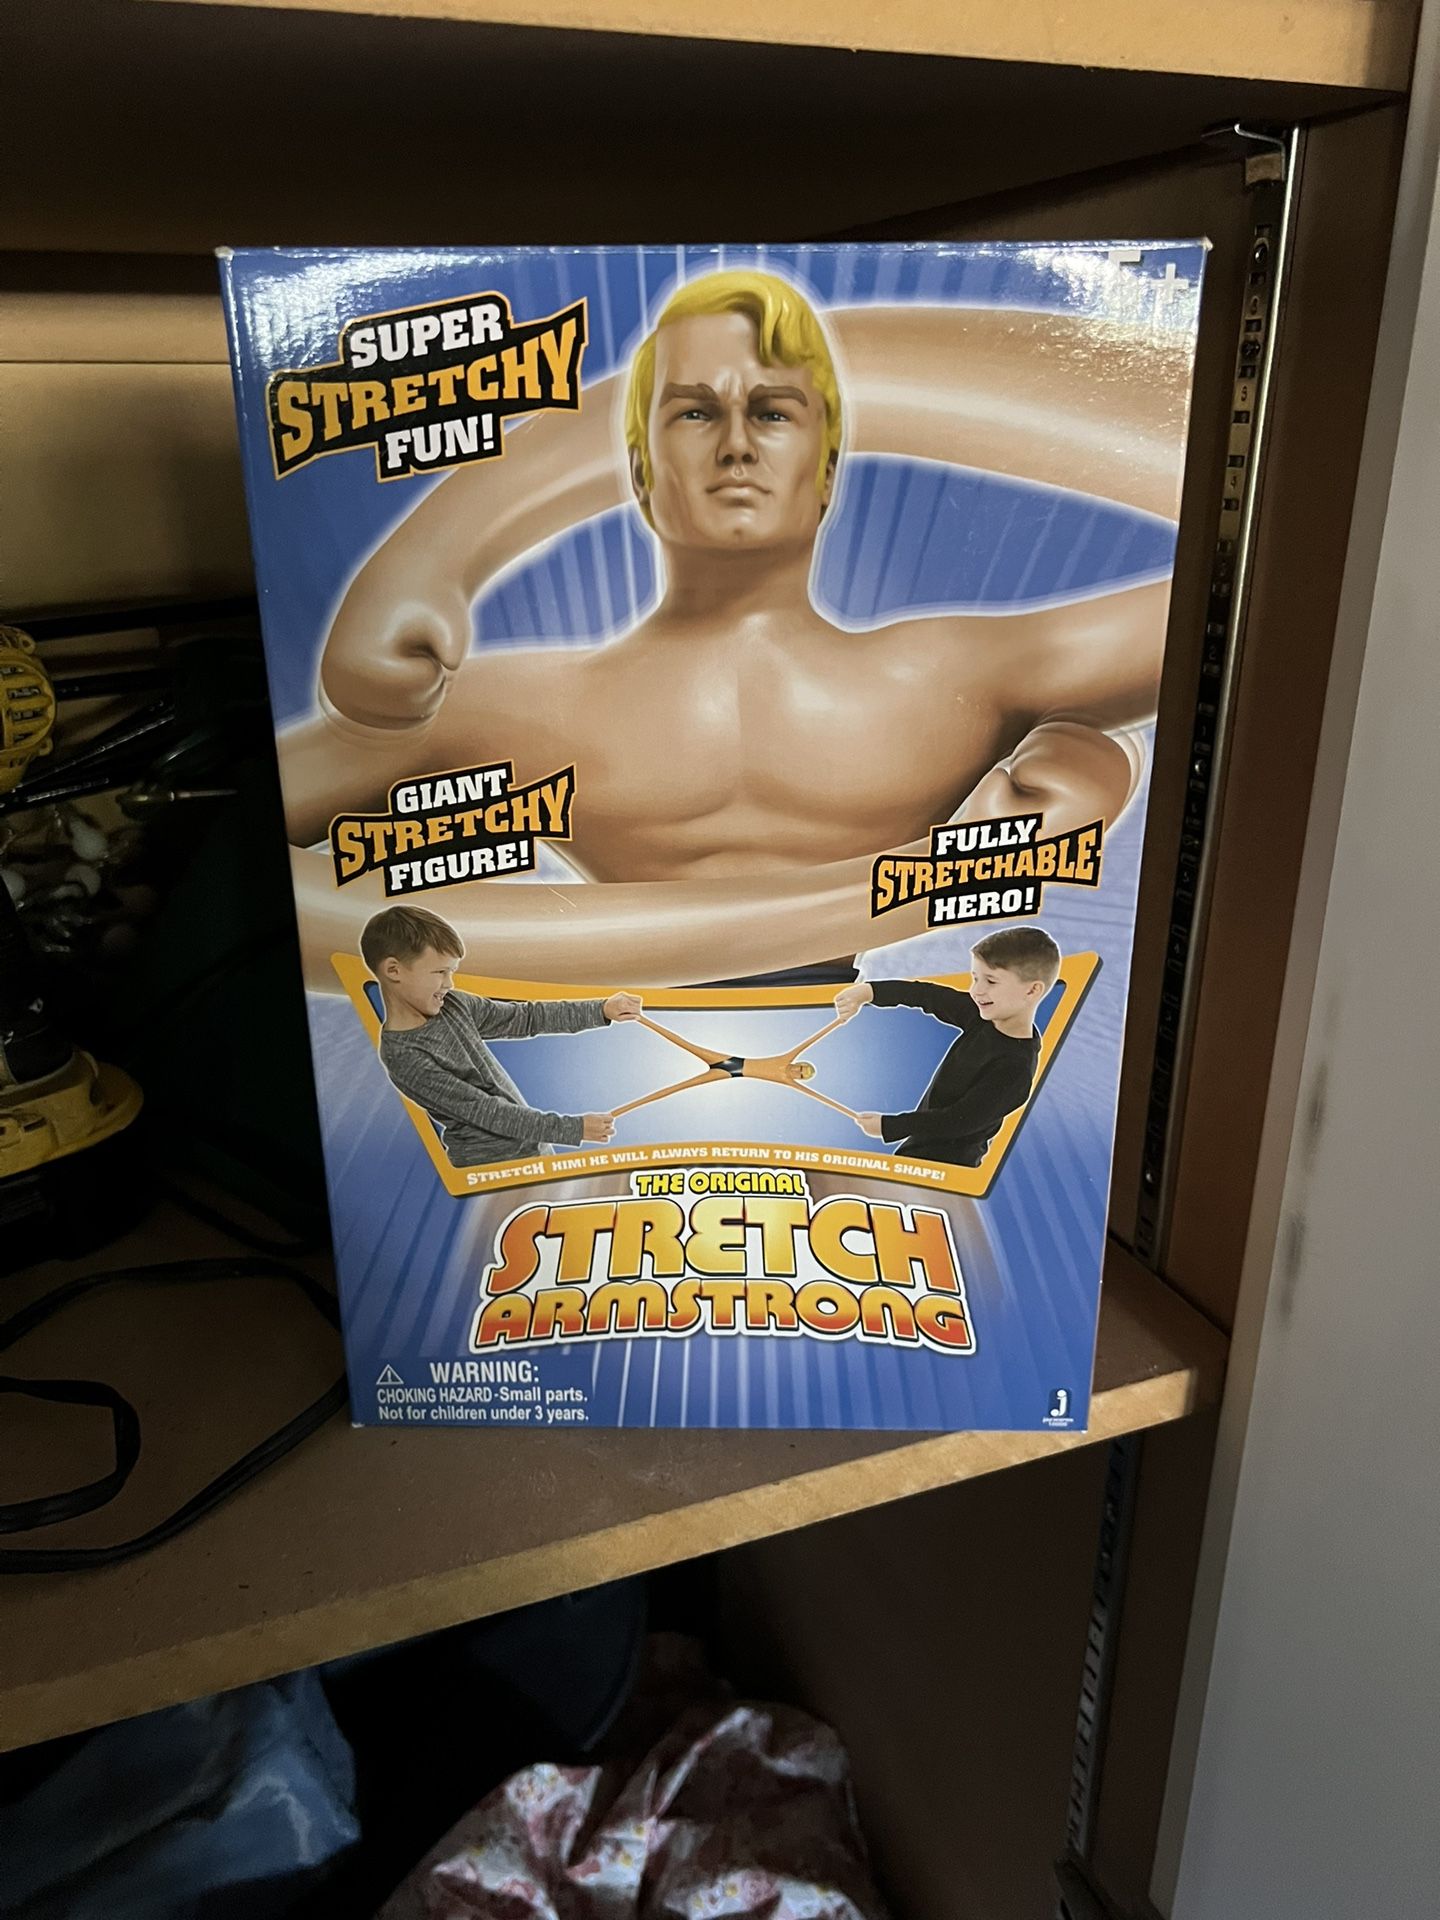 5+
SUPER
STRETCHY
FUN!
GIANT
STRETCHY
FIGURE!
FULLY
STRETCHABLE
HERO!
STRETCH HIM! HE WILL ALWAYS RETURN TO HIS ORIGINAL SHAPE!
THE ORIGINAL
STRETCH
ARMSTRONG
WARNING:
CHOKING HAZARD-Small parts.
Not for children under 3 years.
j